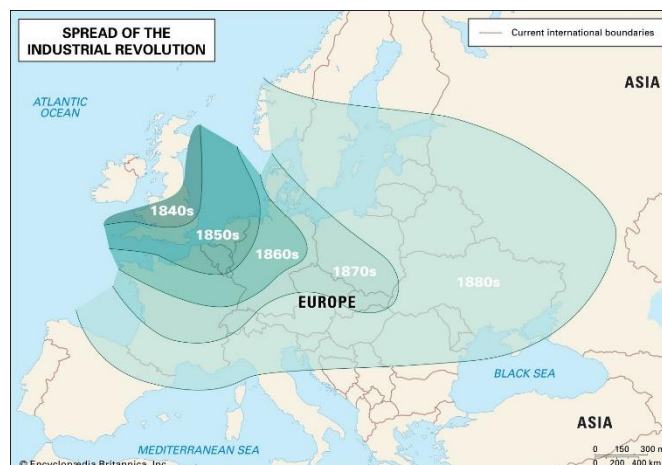 SPREAD OF THE
INDUSTRIAL REVOLUTION
Current international boundaries
ATLANTIC
OCEAN
ASIA
1840s
1850s
1860s
1870s
1880s
EUROPE
BLACK SEA
ASIA
MEDITERRANEAN SEA
0 150 300 mi
0 200 400 km
© Encyclopædia Britannica, Inc.